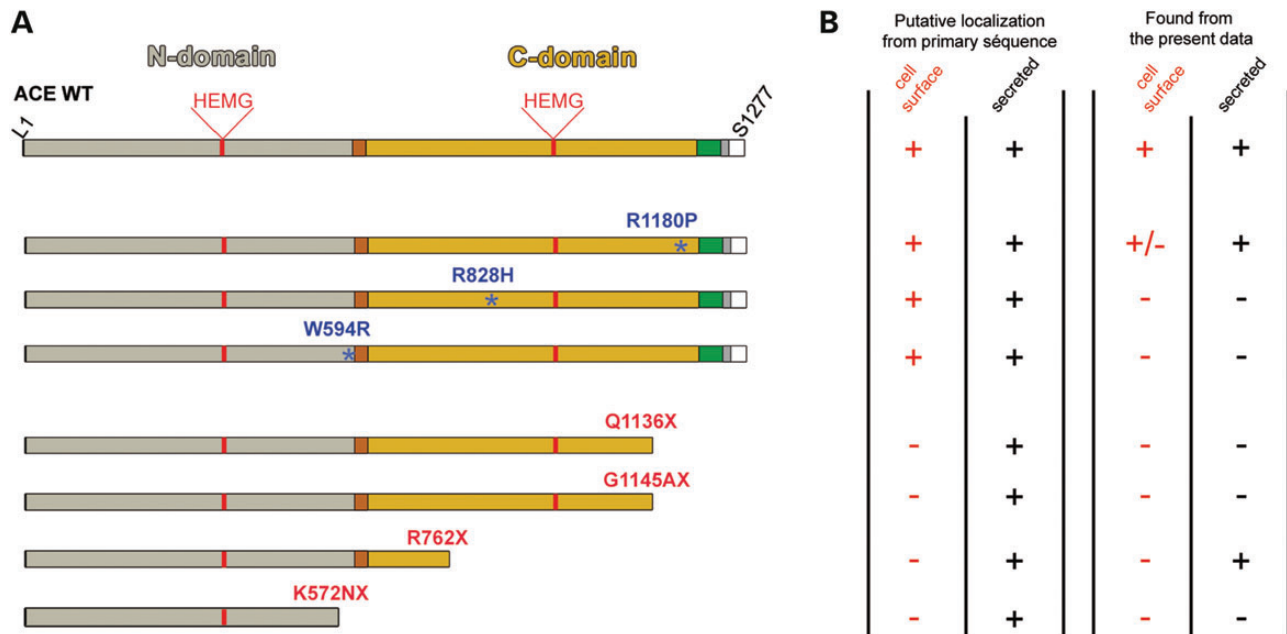 A
N-domain
C-domain
ACE WT
HEMG
HEMG
L1
S1277
R1180P
*
R828H
*
W594R
*
Q1136X
G1145AX
R762X
K572NX
B
Putative localization
from primary séquence
Found from
the present data
cell
surface
secreted
cell
surface
secreted
+ + + +
+ + +/- +
+ + - -
+ + - -
- + - -
- + - -
- + - +
- + - -